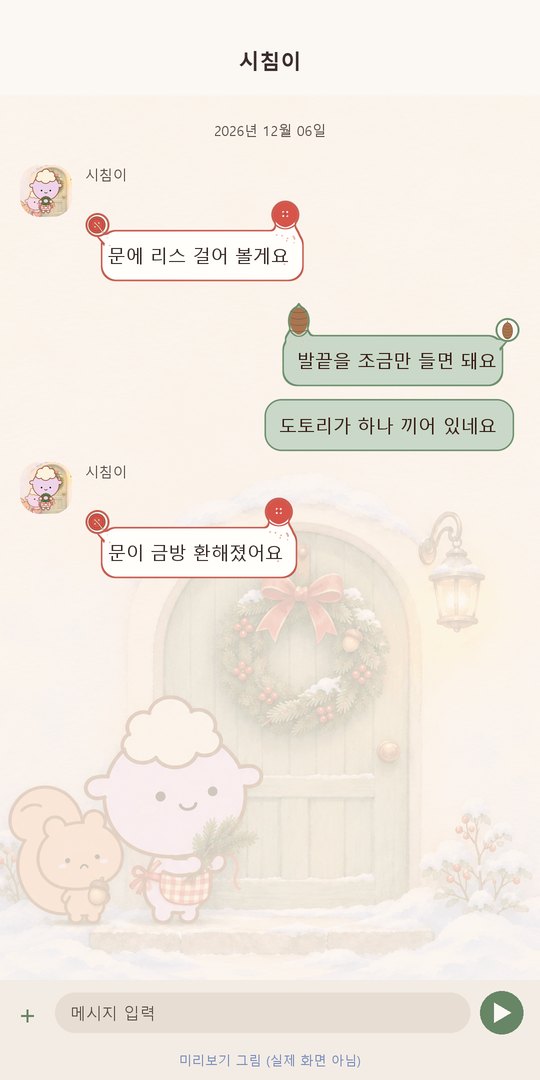 시침이
2026년 12월 06일
시침이
문에 리스 걸어 볼게요
발끝을 조금만 들면 돼요
도토리가 하나 끼어 있네요
시침이
문이 금방 환해졌어요
+ 메시지 입력
미리보기 그림 (실제 화면 아님)